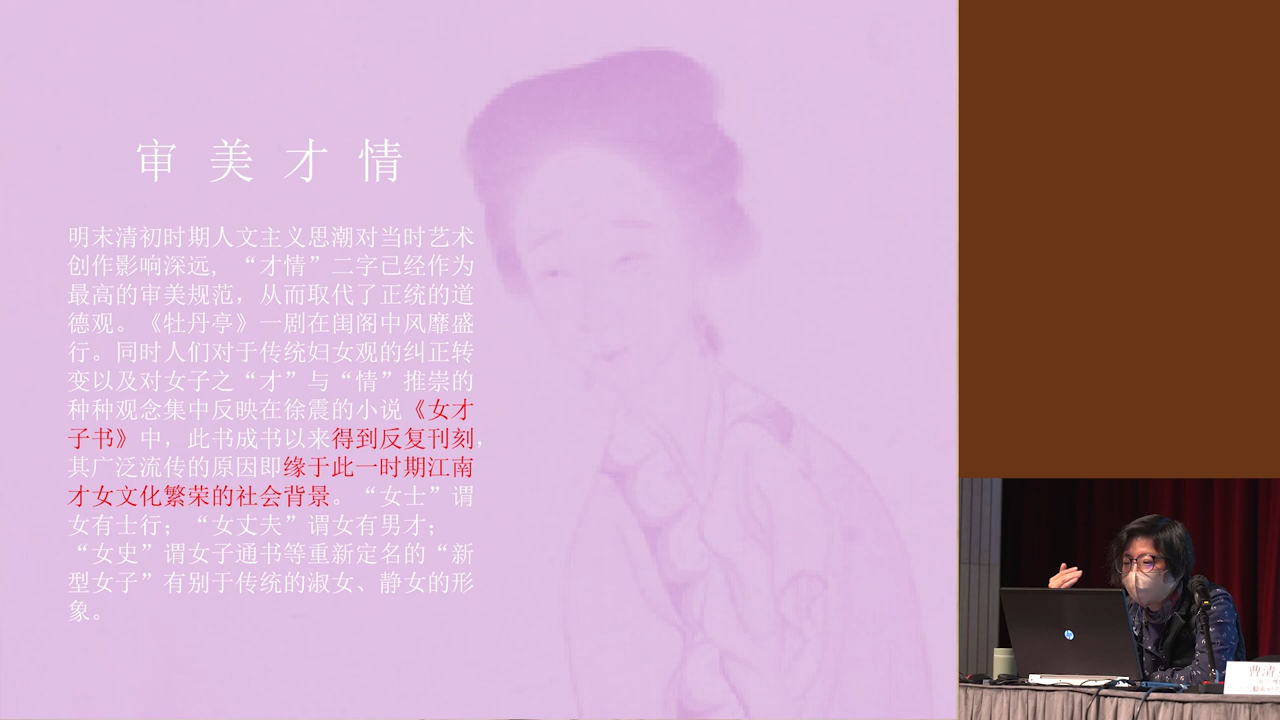 审美才情
明末清初时期人文主义思潮对当时艺术
创作影响深远，“才情”二字已经作为
最高的审美规范，从而取代了正统的道
德观。《牡丹亭》一剧在闺阁中风靡盛
行。同时人们对于传统妇女观的纠正转
变以及对女子之“才”与“情”推崇的
种种观念集中反映在徐震的小说《女才
子书》中，此书成书以来得到反复刊刻，
其广泛流传的原因即缘于此一时期江南
才女文化繁荣的社会背景。“女士”谓
女有士行；“女丈夫”谓女有男才；
“女史”谓女子通书等重新定名的“新
型女子”有别于传统的淑女、静女的形
象。
hp
曹清